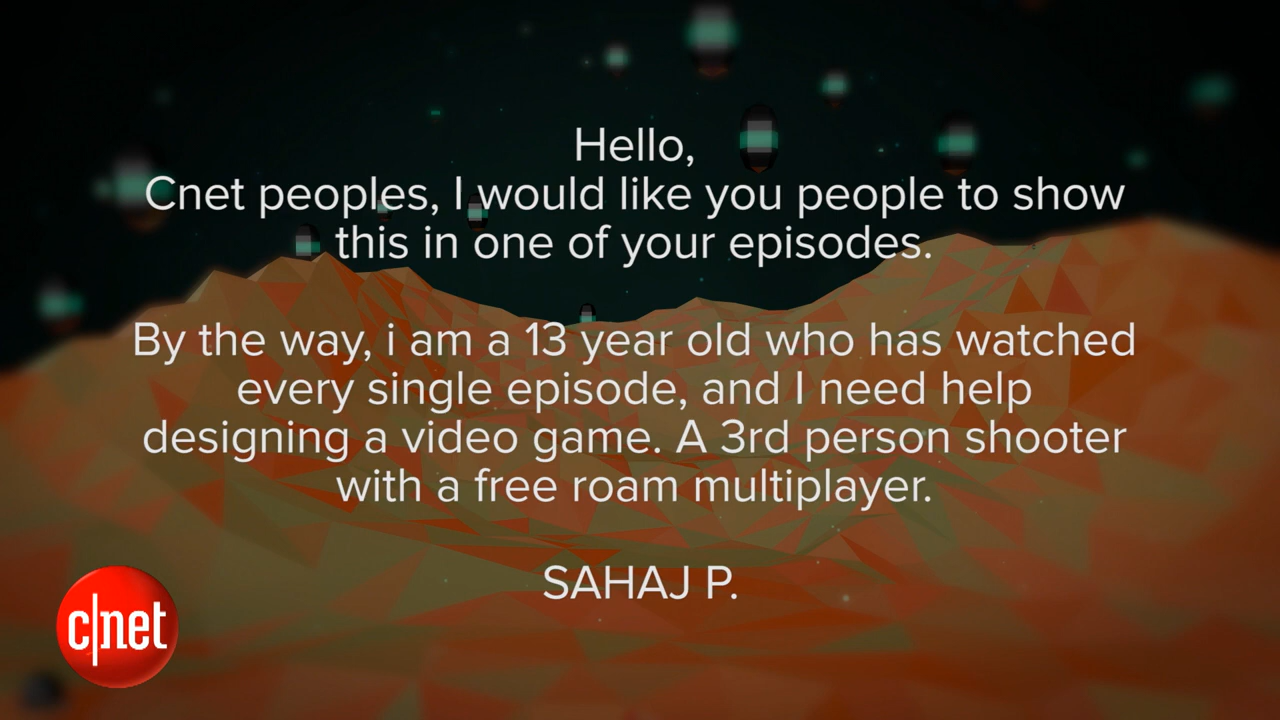 Hello,
Cnet peoples, I would like you people to show
this in one of your episodes.
By the way, i am a 13 year old who has watched
every single episode, and I need help
designing a video game. A 3rd person shooter
with a free roam multiplayer.
SAHAJ P.
c|net